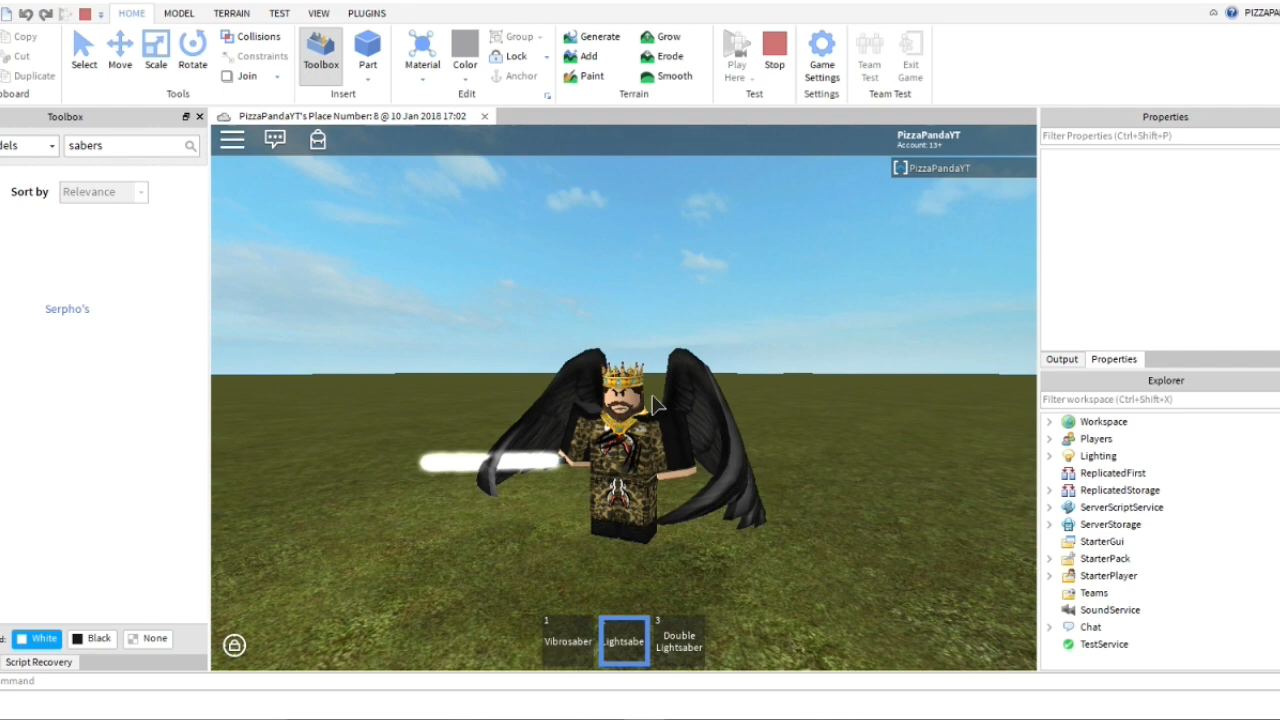 HOME MODEL TERRAIN TEST VIEW PLUGINS PIZZAPA
Copy
Cut
Duplicate
board
Select Move Scale Rotate
Collisions
Constraints
Join
Tools
Toolbox Part
Insert
Material Color
Group
Lock
Anchor
Edit
Generate Grow
Add Erode
Paint Smooth
Terrain
Play Here Stop
Test
Game Settings
Settings
Team Test Exit Game
Team Test
Toolbox
dels sabers
Sort by Relevance
Serpho's
d: White Black None
Script Recovery
ommand
PizzaPandaYT's Place Number: 8 @ 10 Jan 2018 17:02
PizzaPandaYT
Account: 13+
PizzaPandaYT
1 3
Vibrosaber Lightsabe Double
Lightsaber
Properties
Filter Properties (Ctrl+Shift+P)
Output Properties
Explorer
Filter workspace (Ctrl+Shift+X)
Workspace
Players
Lighting
ReplicatedFirst
ReplicatedStorage
ServerScriptService
ServerStorage
StarterGui
StarterPack
StarterPlayer
Teams
SoundService
Chat
TestService